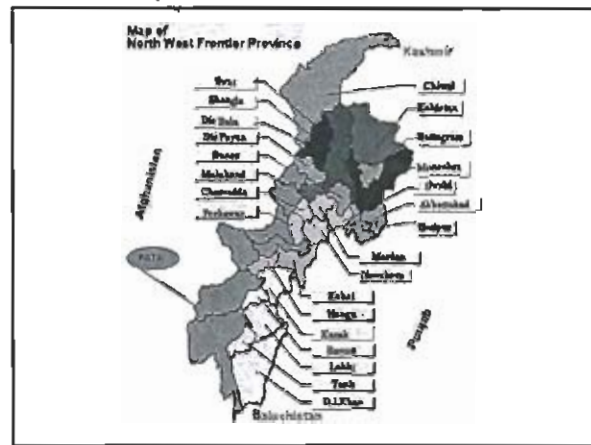 Map of
North West Frontier Province
Kashmir
Swat
Shangla
Dir Bala
Dir Payan
Buner
Malakand
Charsadda
Peshawar
Chitral
Kohistan
Battagram
Mansehra
Abbottabad
Haripur
Afghanistan
FATA
Mardan
Nowshera
Kohat
Hangu
Karak
Bannu
Lakki
Tank
D.I.Khan
Punjab
Baluchistan